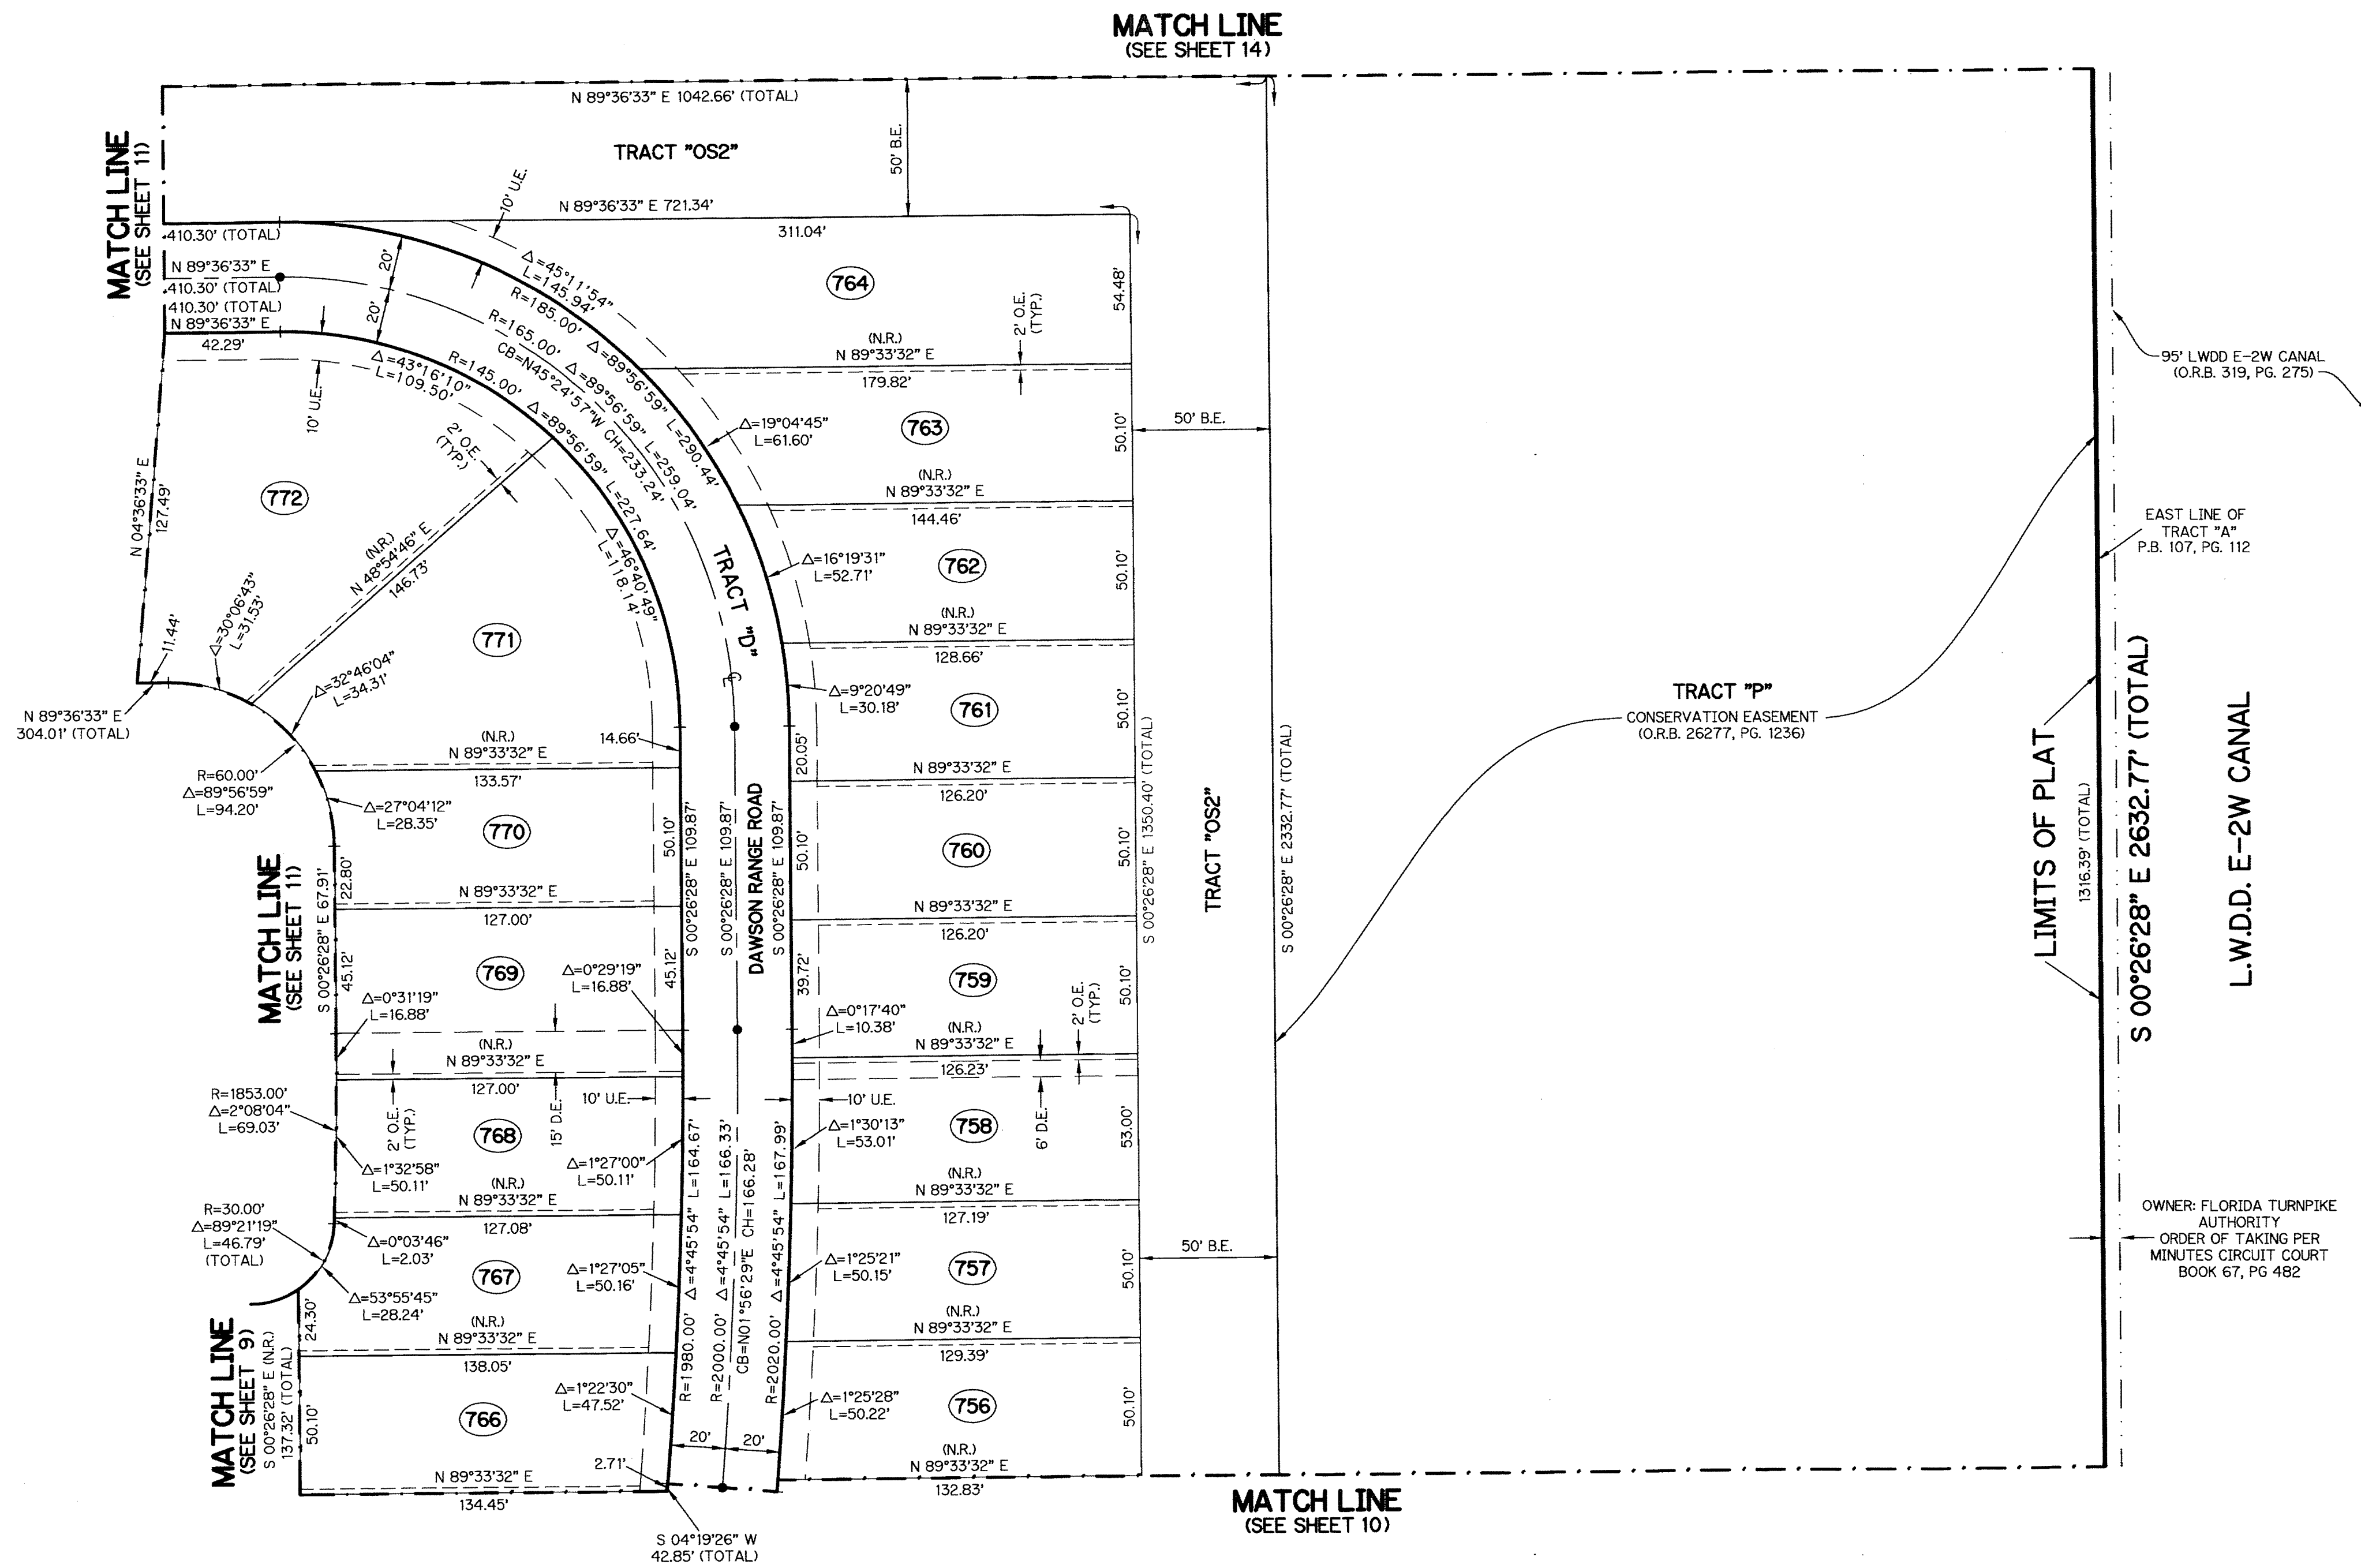 MATCH LINE
(SEE SHEET 14)
N 89°36'33" E 1042.66' (TOTAL)
TRACT "OS2"
50' B.E.
10' U.E.
N 89°36'33" E 721.34'
311.04'
MATCH LINE
(SEE SHEET 11)
410.30' (TOTAL)
N 89°36'33" E
410.30' (TOTAL)
410.30' (TOTAL)
N 89°36'33" E
42.29'
20'
20'
10' U.E.
Δ=45°11'54"
L=145.94'
R=185.00' Δ=89°56'59" L=290.44'
R=165.00' Δ=89°56'59" L=259.04'
CB=N45°24'57"W CH=233.24'
R=145.00' Δ=89°56'59" L=227.64'
Δ=43°16'10"
L=109.50'
Δ=46°40'49"
L=118.14'
2' O.E.
(TYP.)
764
54.48'
2' O.E.
(TYP.)
(N.R.)
N 89°33'32" E
179.82'
Δ=19°04'45"
L=61.60'
763
50.10'
50' B.E.
(N.R.)
N 89°33'32" E
144.46'
Δ=16°19'31"
L=52.71'
762
50.10'
(N.R.)
N 89°33'32" E
128.66'
Δ=9°20'49"
L=30.18'
761
50.10'
20.05'
N 89°33'32" E
126.20'
760
50.10'
50.10'
N 89°33'32" E
126.20'
759
50.10'
39.72'
2' O.E.
(TYP.)
Δ=0°17'40"
L=10.38'
(N.R.)
N 89°33'32" E
126.23'
10' U.E.
758
6' D.E.
53.00'
Δ=1°30'13"
L=53.01'
(N.R.)
N 89°33'32" E
127.19'
Δ=1°25'21"
L=50.15'
757
50.10'
50' B.E.
(N.R.)
N 89°33'32" E
129.39'
Δ=1°25'28"
L=50.22'
756
50.10'
(N.R.)
N 89°33'32" E
132.83'
772
N 04°36'33" E
127.49'
(N.R.)
N 48°54'46" E
146.73'
11.44'
Δ=30°06'43"
L=31.53'
N 89°36'33" E
304.01' (TOTAL)
Δ=32°46'04"
L=34.31'
R=60.00'
Δ=89°56'59"
L=94.20'
771
14.66'
(N.R.)
N 89°33'32" E
133.57'
Δ=27°04'12"
L=28.35'
770
50.10'
22.80'
N 89°33'32" E
127.00'
MATCH LINE
(SEE SHEET 11)
S 00°26'28" E 67.91'
45.12'
769
45.12'
Δ=0°29'19"
L=16.88'
Δ=0°31'19"
L=16.88'
(N.R.)
N 89°33'32" E
127.00'
10' U.E.
2' O.E.
(TYP.)
15' D.E.
R=1853.00'
Δ=2°08'04"
L=69.03'
768
Δ=1°32'58"
L=50.11'
Δ=1°27'00"
L=50.11'
(N.R.)
N 89°33'32" E
127.08'
R=30.00'
Δ=89°21'19"
L=46.79'
(TOTAL)
Δ=0°03'46"
L=2.03'
767
Δ=1°27'05"
L=50.16'
Δ=53°55'45"
L=28.24'
24.30'
(N.R.)
N 89°33'32" E
138.05'
MATCH LINE
(SEE SHEET 9)
S 00°26'28" E (N.R.)
137.32' (TOTAL)
50.10'
766
Δ=1°22'30"
L=47.52'
2.71'
N 89°33'32" E
134.45'
20'
20'
S 04°19'26" W
42.85' (TOTAL)
TRACT "D"
DAWSON RANGE ROAD
S 00°26'28" E 109.87'
S 00°26'28" E 109.87'
S 00°26'28" E 109.87'
R=1980.00' Δ=4°45'54" L=164.67'
R=2000.00' Δ=4°45'54" L=166.33'
CB=N01°56'29"E CH=166.28'
R=2020.00' Δ=4°45'54" L=167.99'
S 00°26'28" E 1350.40' (TOTAL)
TRACT "OS2"
S 00°26'28" E 2332.77' (TOTAL)
TRACT "P"
CONSERVATION EASEMENT
(O.R.B. 26277, PG. 1236)
95' LWDD E-2W CANAL
(O.R.B. 319, PG. 275)
EAST LINE OF
TRACT "A"
P.B. 107, PG. 112
LIMITS OF PLAT
1316.39' (TOTAL)
S 00°26'28" E 2632.77' (TOTAL)
L.W.D.D. E-2W CANAL
OWNER: FLORIDA TURNPIKE
AUTHORITY
ORDER OF TAKING PER
MINUTES CIRCUIT COURT
BOOK 67, PG 482
MATCH LINE
(SEE SHEET 10)